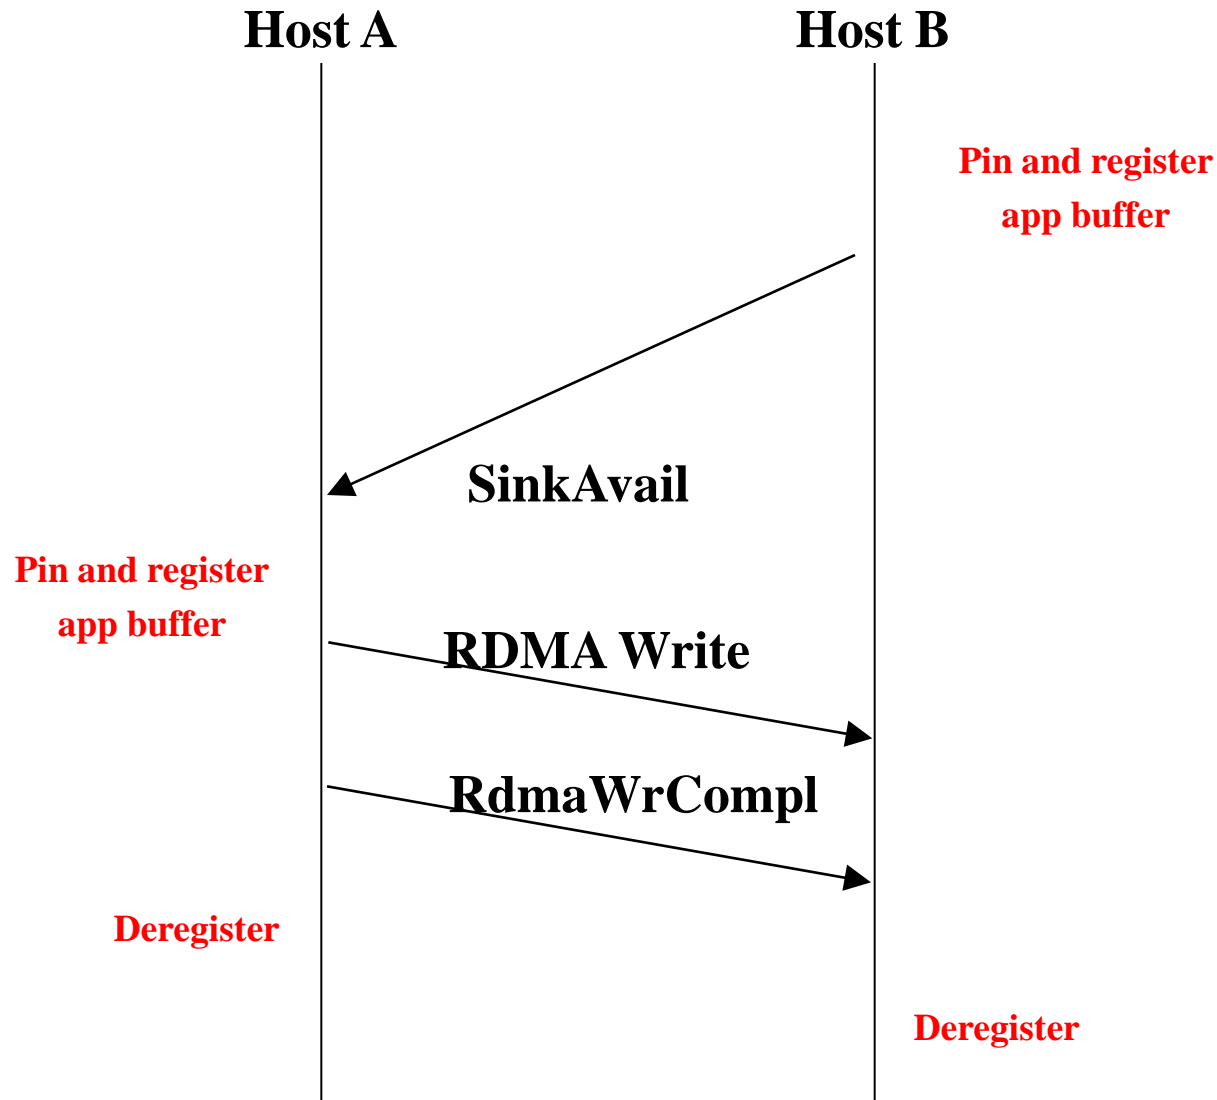 Host A
Host B
Pin and register
app buffer
SinkAvail
Pin and register
app buffer
RDMA Write
RdmaWrCompl
Deregister
Deregister